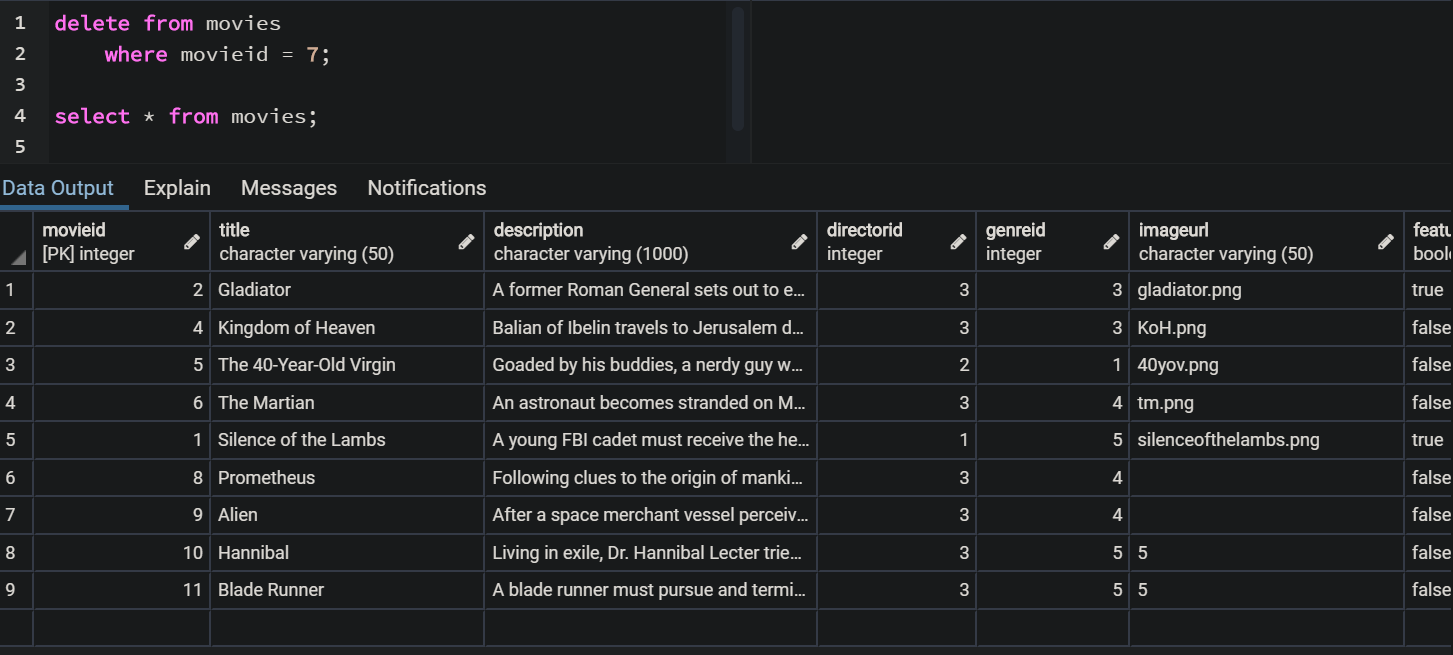 1 delete from movies
2 where movieid = 7;
3
4 select * from movies;
5
Data Output Explain Messages Notifications
movieid title description directorid genreid imageurl featu
[PK] integer character varying (50) character varying (1000) integer integer character varying (50) boole
1 2 Gladiator A former Roman General sets out to e... 3 3 gladiator.png true
2 4 Kingdom of Heaven Balian of Ibelin travels to Jerusalem d... 3 3 KoH.png false
3 5 The 40-Year-Old Virgin Goaded by his buddies, a nerdy guy w... 2 1 40yov.png false
4 6 The Martian An astronaut becomes stranded on M... 3 4 tm.png false
5 1 Silence of the Lambs A young FBI cadet must receive the he... 1 5 silenceofthelambs.png true
6 8 Prometheus Following clues to the origin of manki... 3 4 false
7 9 Alien After a space merchant vessel perceiv... 3 4 false
8 10 Hannibal Living in exile, Dr. Hannibal Lecter trie... 3 5 5 false
9 11 Blade Runner A blade runner must pursue and termi... 3 5 5 false